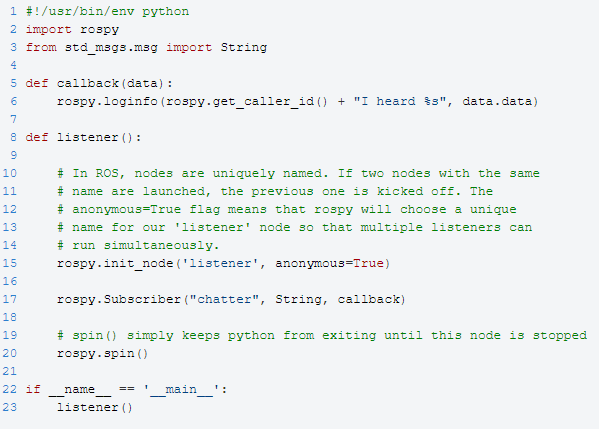 1 #!/usr/bin/env python
2 import rospy
3 from std_msgs.msg import String
4
5 def callback(data):
6     rospy.loginfo(rospy.get_caller_id() + "I heard %s", data.data)
7
8 def listener():
9
10     # In ROS, nodes are uniquely named. If two nodes with the same
11     # name are launched, the previous one is kicked off. The
12     # anonymous=True flag means that rospy will choose a unique
13     # name for our 'listener' node so that multiple listeners can
14     # run simultaneously.
15     rospy.init_node('listener', anonymous=True)
16
17     rospy.Subscriber("chatter", String, callback)
18
19     # spin() simply keeps python from exiting until this node is stopped
20     rospy.spin()
21
22 if __name__ == '__main__':
23     listener()